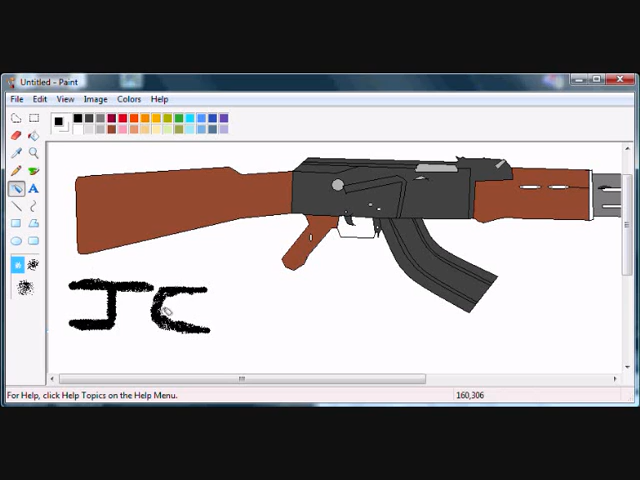 Untitled - Paint
File Edit View Image Colors Help
A
JC
For Help, click Help Topics on the Help Menu. 160,306